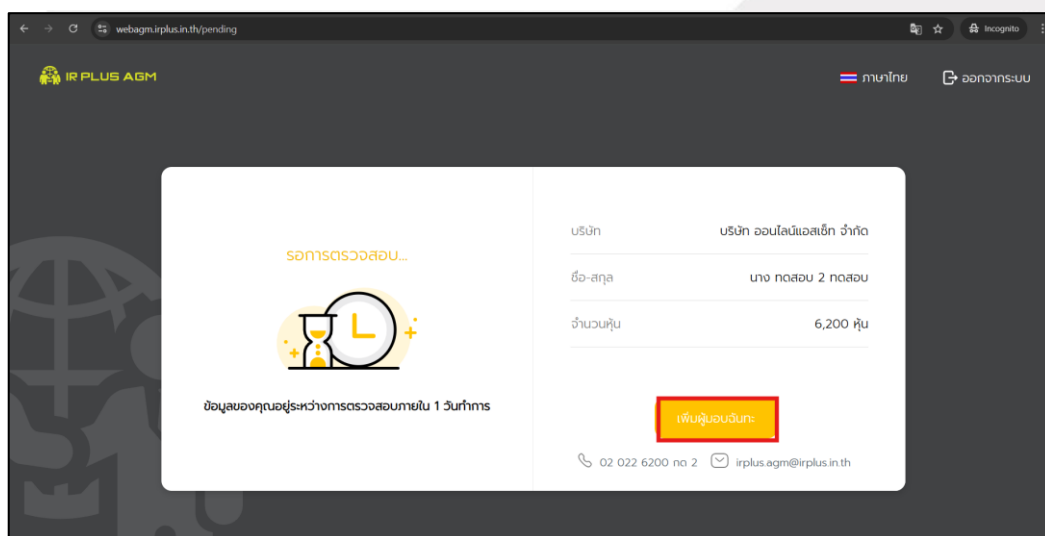 webagm.irplus.in.th/pending
Incognito
IR PLUS AGM
ภาษาไทย
ออกจากระบบ
รอการตรวจสอบ...
ข้อมูลของคุณอยู่ระหว่างการตรวจสอบภายใน 1 วันทำการ
บริษัท บริษัท ออนไลน์แอสเซ็ท จำกัด
ชื่อ-สกุล นาง ทดสอบ 2 ทดสอบ
จำนวนหุ้น 6,200 หุ้น
เพิ่มผู้มอบฉันทะ
02 022 6200 กด 2 irplus.agm@irplus.in.th